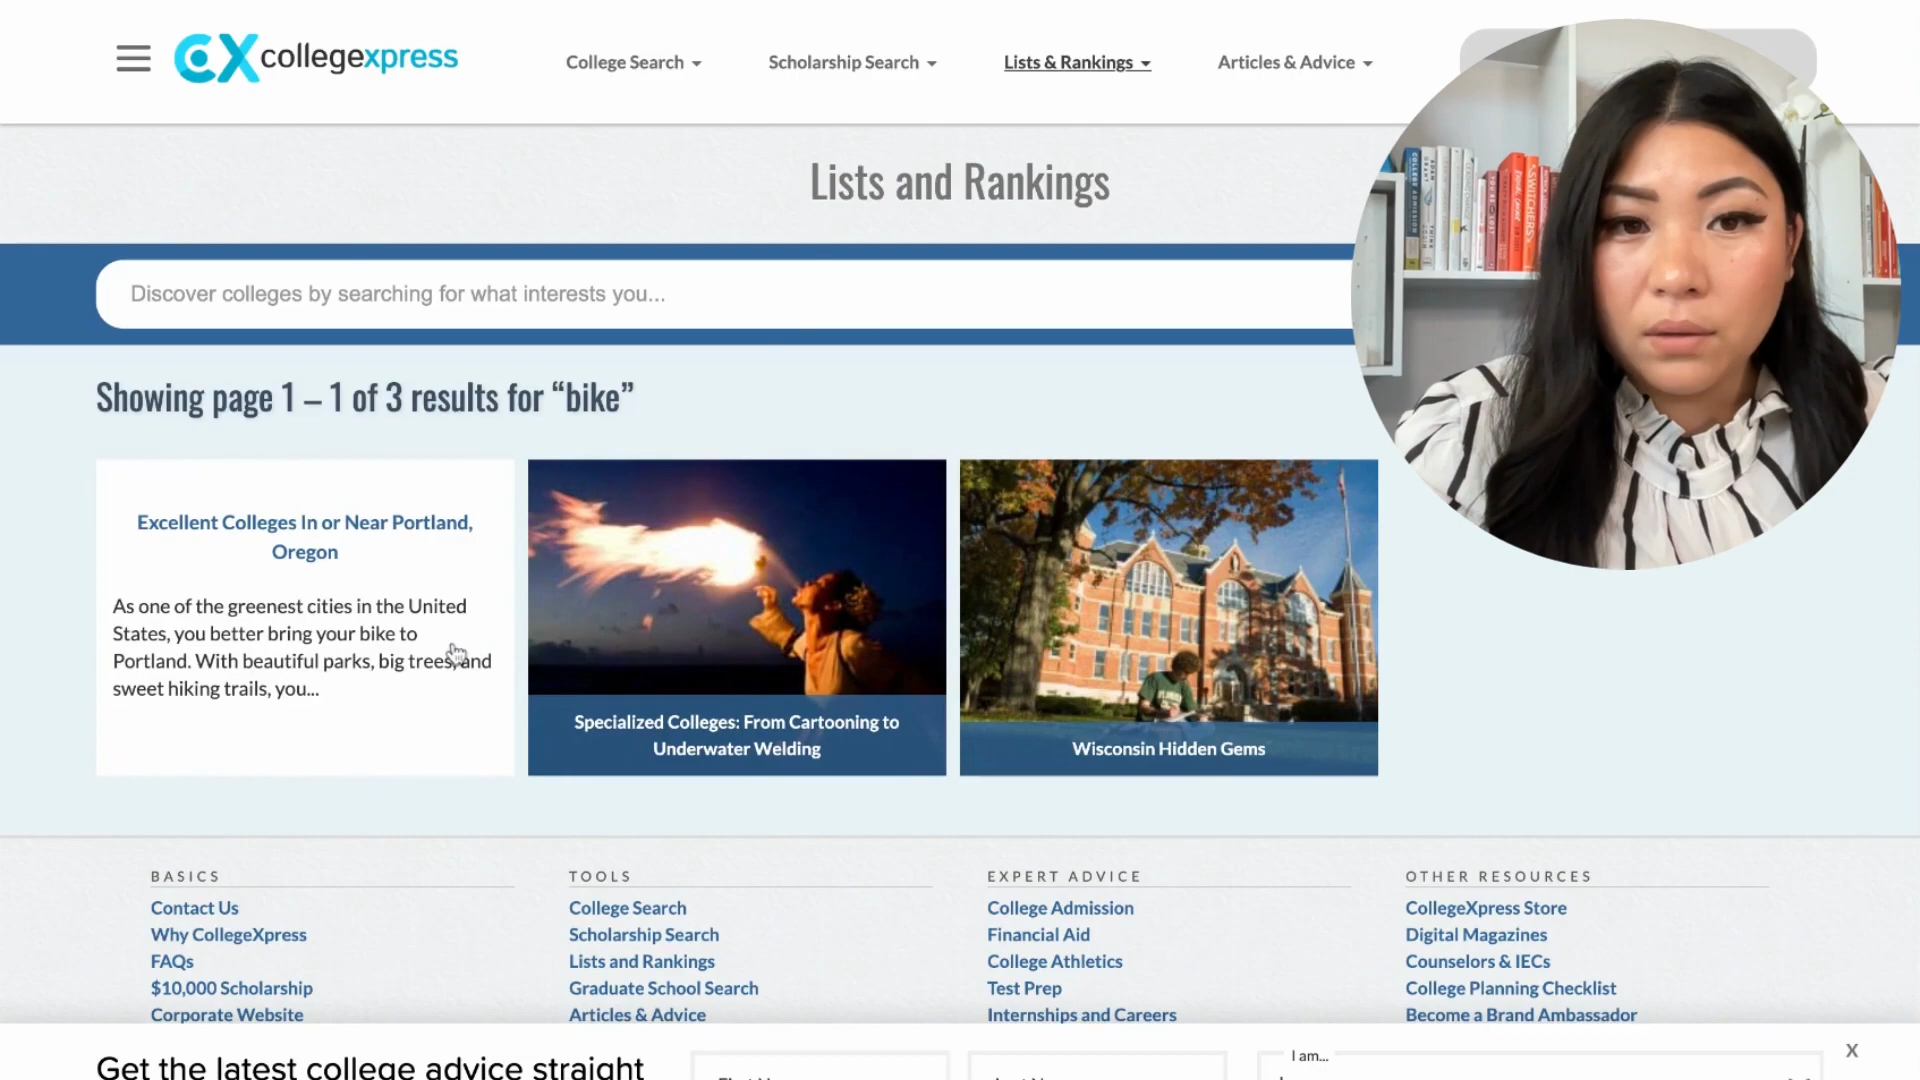 collegexpress
College Search
Scholarship Search
Lists & Rankings
Articles & Advice
Lists and Rankings
Discover colleges by searching for what interests you...
Showing page 1 – 1 of 3 results for “bike”
Excellent Colleges In or Near Portland,
Oregon
As one of the greenest cities in the United
States, you better bring your bike to
Portland. With beautiful parks, big trees, and
sweet hiking trails, you...
Specialized Colleges: From Cartooning to
Underwater Welding
Wisconsin Hidden Gems
BASICS
Contact Us
Why CollegeXpress
FAQs
$10,000 Scholarship
Corporate Website
TOOLS
College Search
Scholarship Search
Lists and Rankings
Graduate School Search
Articles & Advice
EXPERT ADVICE
College Admission
Financial Aid
College Athletics
Test Prep
Internships and Careers
OTHER RESOURCES
CollegeXpress Store
Digital Magazines
Counselors & IECs
College Planning Checklist
Become a Brand Ambassador
Get the latest college advice straight
I am...
X